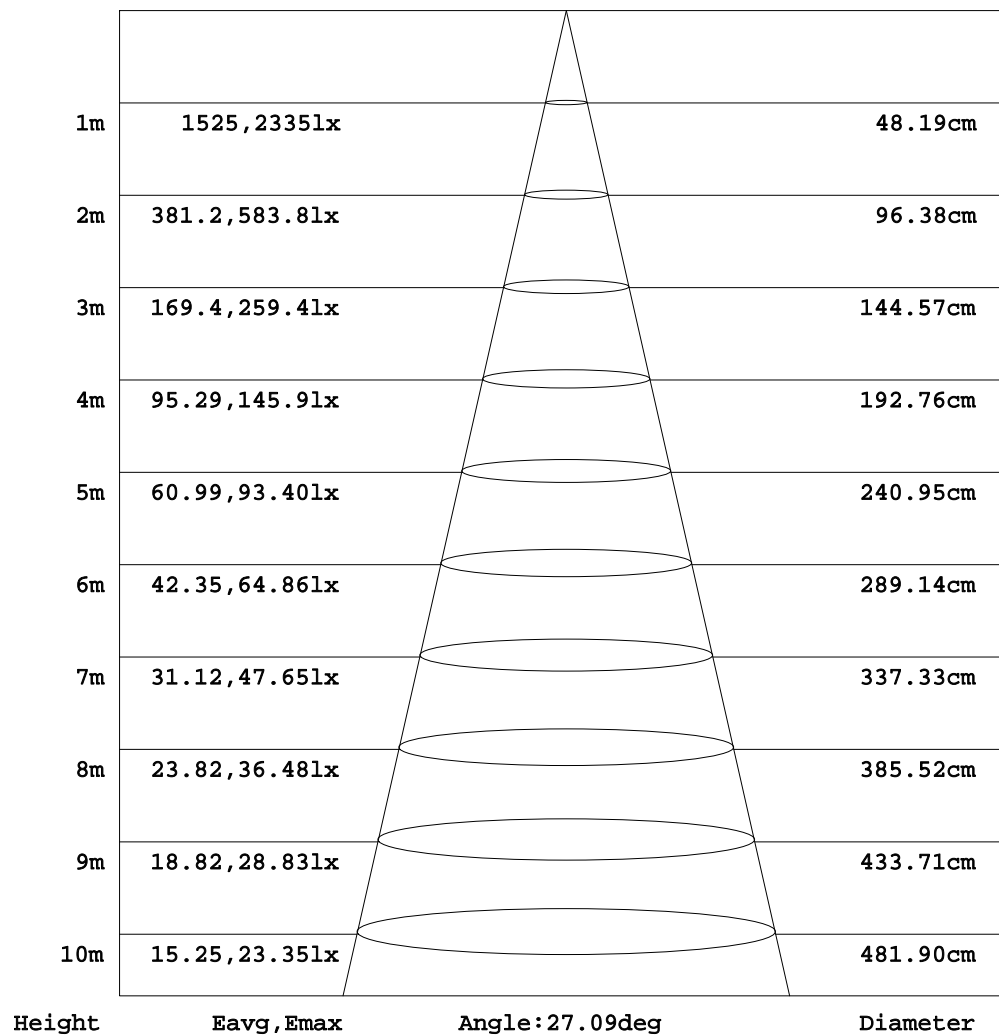 1m 1525,2335lx 48.19cm
2m 381.2,583.8lx 96.38cm
3m 169.4,259.4lx 144.57cm
4m 95.29,145.9lx 192.76cm
5m 60.99,93.40lx 240.95cm
6m 42.35,64.86lx 289.14cm
7m 31.12,47.65lx 337.33cm
8m 23.82,36.48lx 385.52cm
9m 18.82,28.83lx 433.71cm
10m 15.25,23.35lx 481.90cm
Height Eavg,Emax Angle:27.09deg Diameter